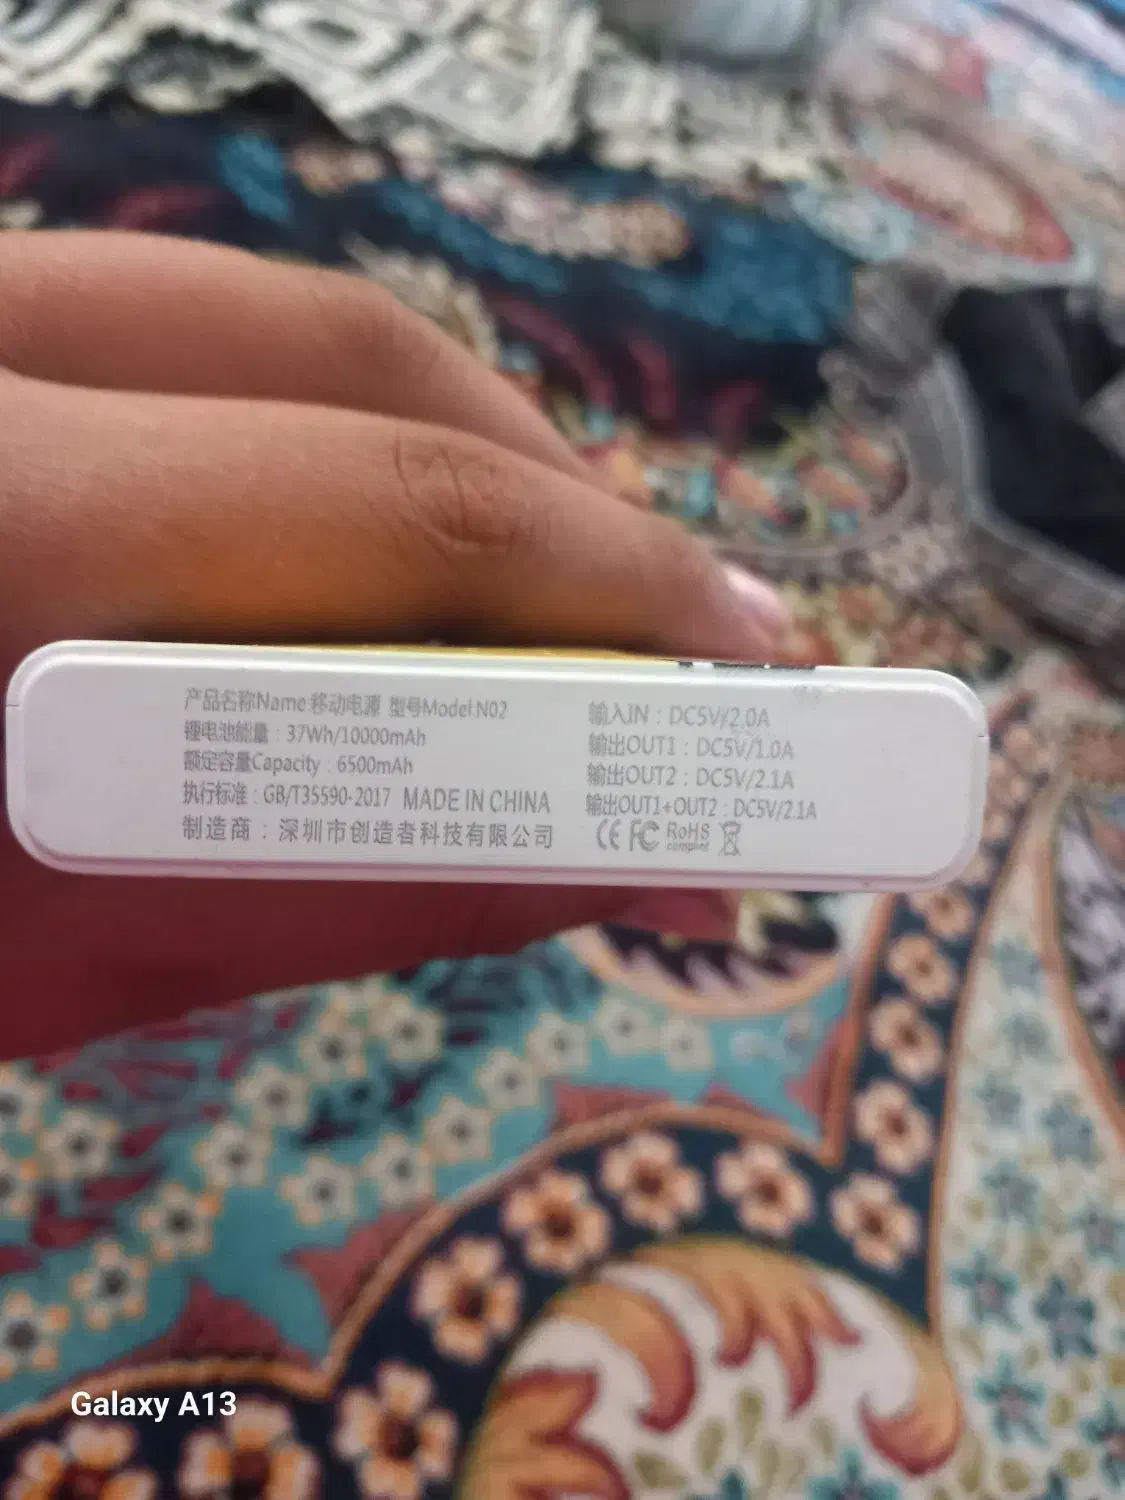 产品名称Name:移动电源 型号Model:N02
锂电池能量：37Wh/10000mAh
额定容量Capacity：6500mAh
执行标准：GB/T35590-2017 MADE IN CHINA
制造商：深圳市创造者科技有限公司
输入IN：DC5V/2.0A
输出OUT1：DC5V/1.0A
输出OUT2：DC5V/2.1A
输出OUT1+OUT2：DC5V/2.1A
CE FC RoHS
compliant
Galaxy A13